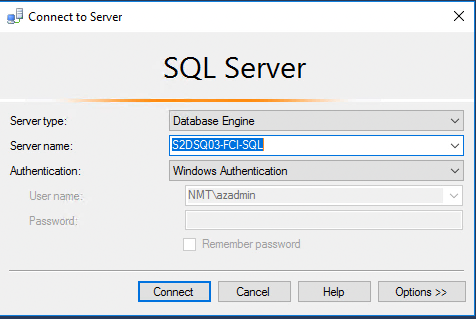 Connect to Server
SQL Server
Server type: Database Engine
Server name: S2DSQ03-FCI-SQL
Authentication: Windows Authentication
User name: NMT\azadmin
Password:
Remember password
Connect Cancel Help Options >>